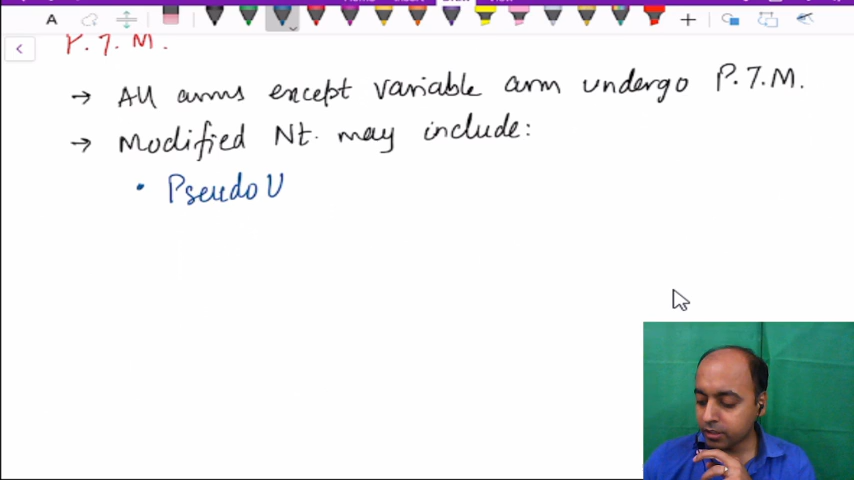 P.T.M.
→ All arms except variable arm undergo P.T.M.
→ Modified Nt. may include:
• Pseudo U